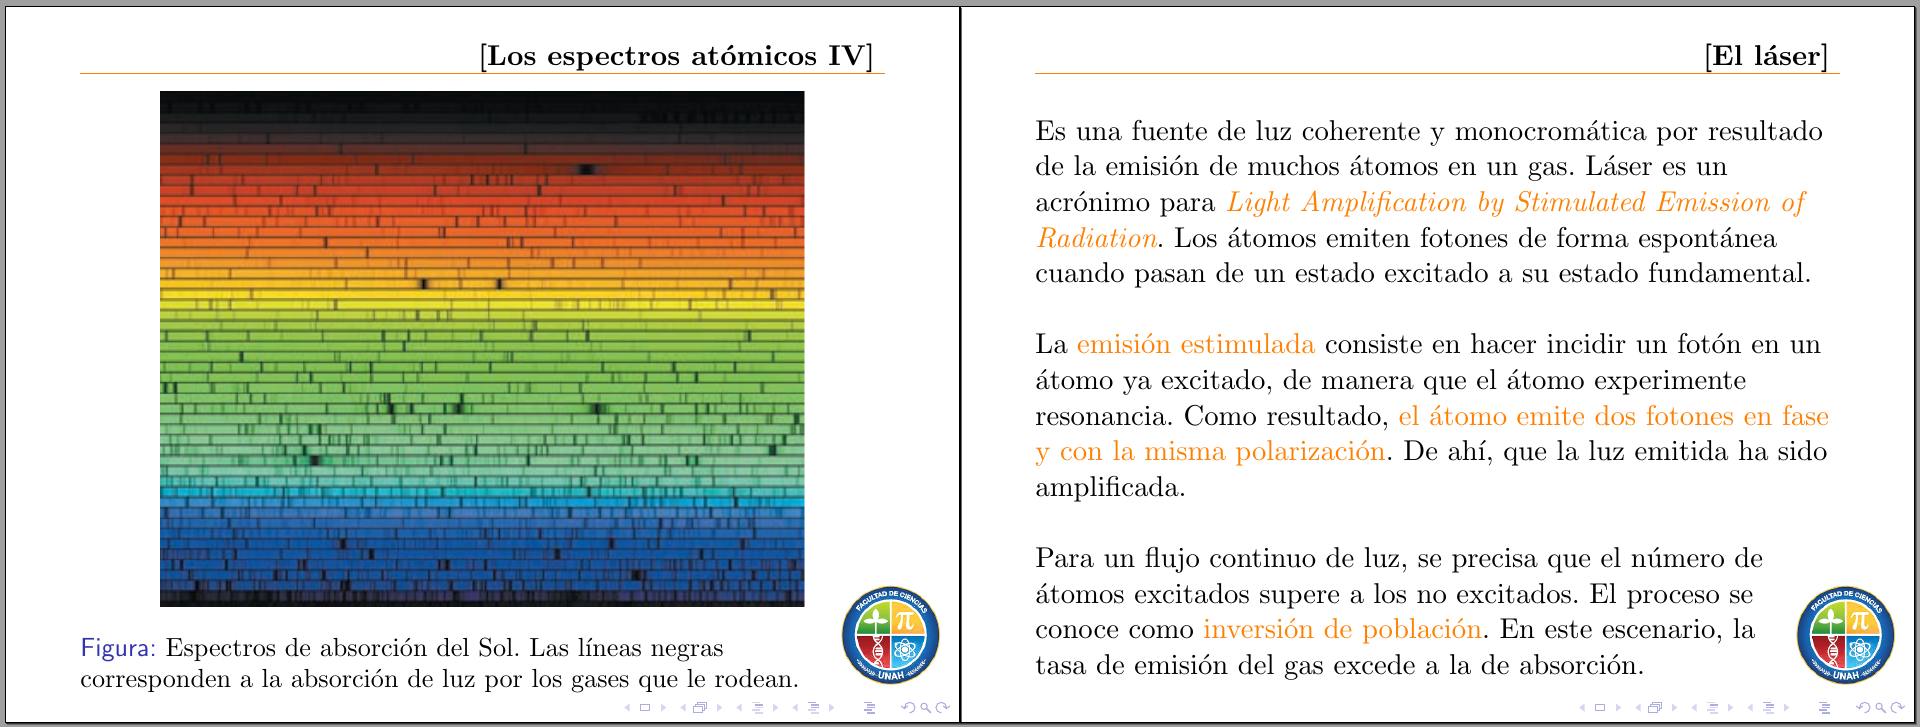 [Los espectros atómicos IV]
Figura: Espectros de absorción del Sol. Las líneas negras
corresponden a la absorción de luz por los gases que le rodean.
FACULTAD DE CIENCIAS
π
UNAH
[El láser]
Es una fuente de luz coherente y monocromática por resultado
de la emisión de muchos átomos en un gas. Láser es un
acrónimo para Light Amplification by Stimulated Emission of
Radiation. Los átomos emiten fotones de forma espontánea
cuando pasan de un estado excitado a su estado fundamental.
La emisión estimulada consiste en hacer incidir un fotón en un
átomo ya excitado, de manera que el átomo experimente
resonancia. Como resultado, el átomo emite dos fotones en fase
y con la misma polarización. De ahí, que la luz emitida ha sido
amplificada.
Para un flujo continuo de luz, se precisa que el número de
átomos excitados supere a los no excitados. El proceso se
conoce como inversión de población. En este escenario, la
tasa de emisión del gas excede a la de absorción.
FACULTAD DE CIENCIAS
π
UNAH